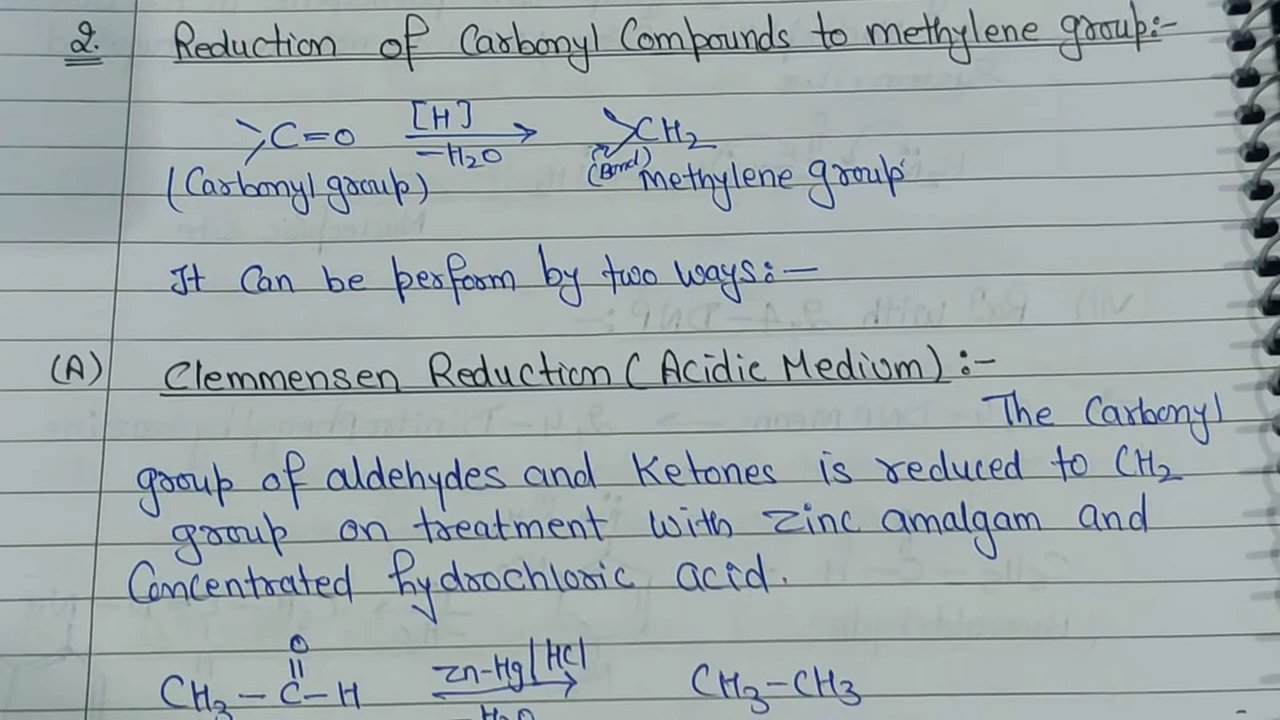 2. Reduction of Carbonyl Compounds to methylene group:-
>C=O [H] → -H2O >CH2
(Carbonyl group) (Bond) methylene group
It Can be perform by two ways:-
(A) Clemmensen Reduction (Acidic Medium) :-
The Carbonyl
group of aldehydes and Ketones is reduced to CH2
group on treatment with zinc amalgam and
Concentrated hydrochloric acid.
O
CH3-C-H Zn-Hg/HCl → -H2O CH3-CH3